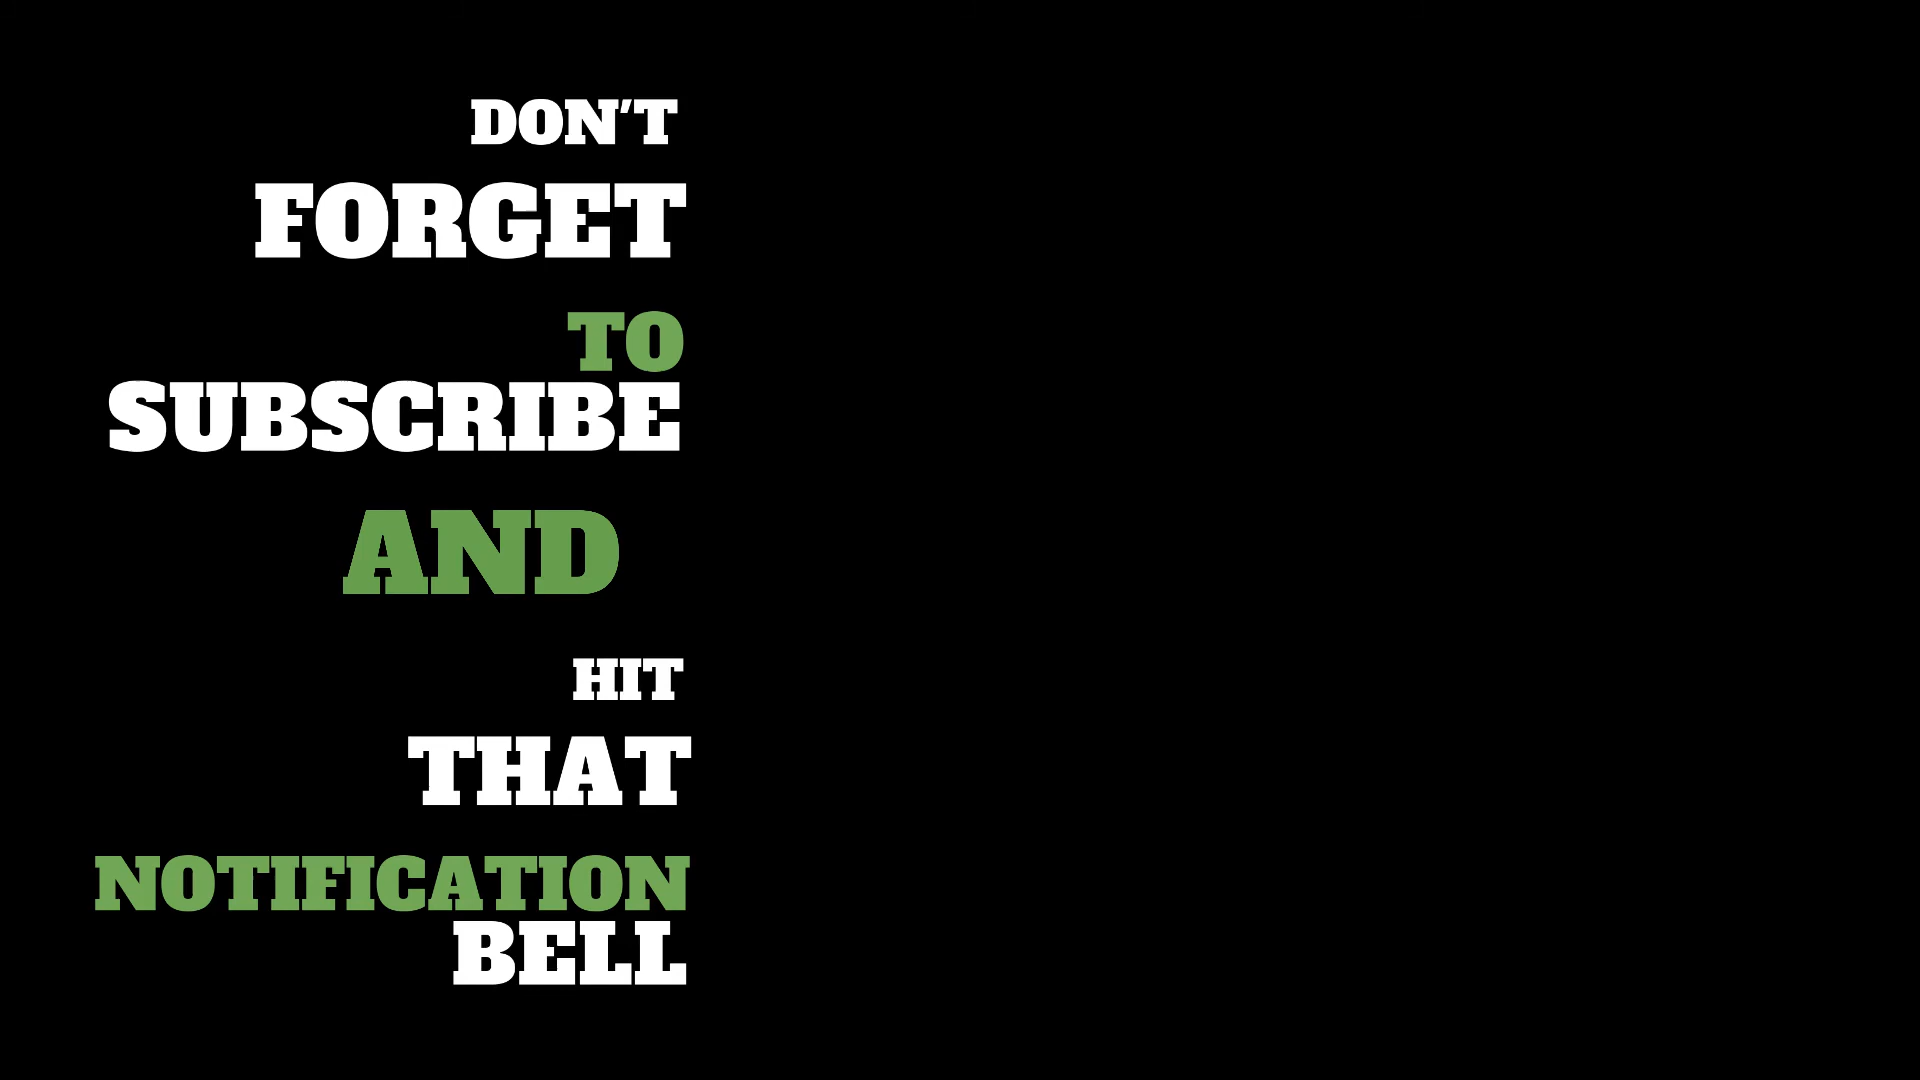 DON'T
FORGET
TO
SUBSCRIBE
AND
HIT
THAT
NOTIFICATION
BELL